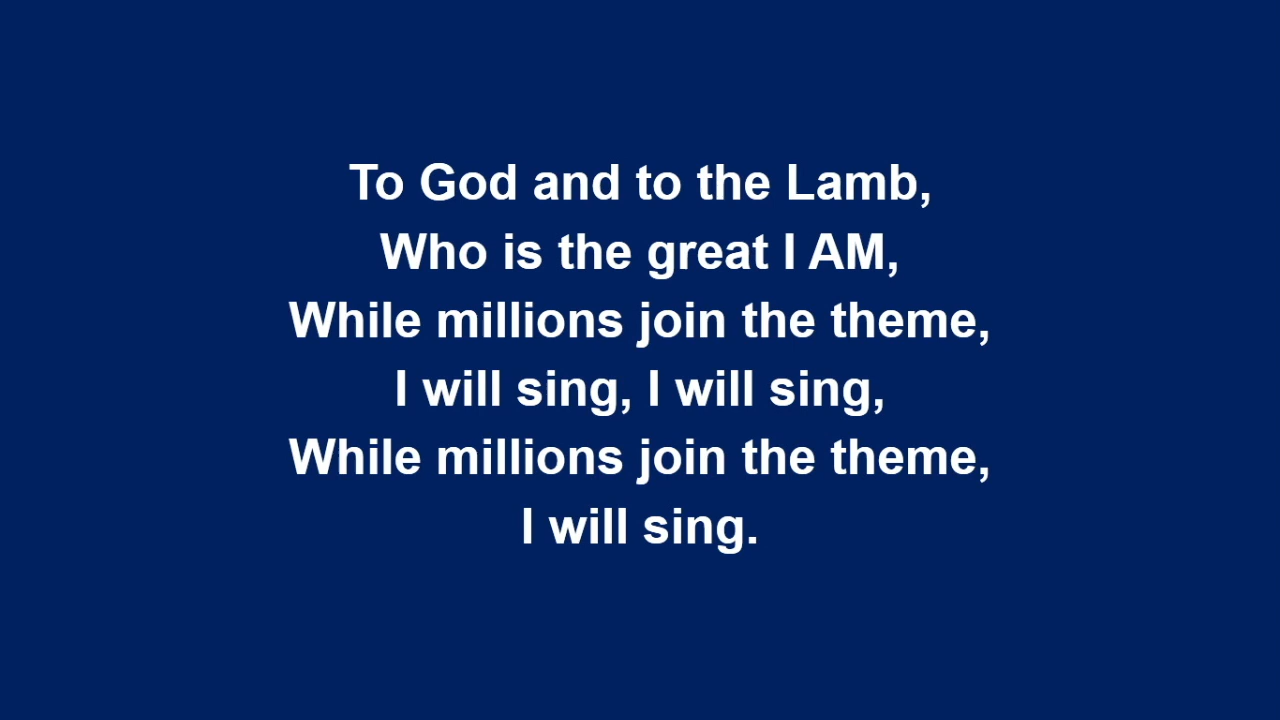 To God and to the Lamb,
Who is the great I AM,
While millions join the theme,
I will sing, I will sing,
While millions join the theme,
I will sing.